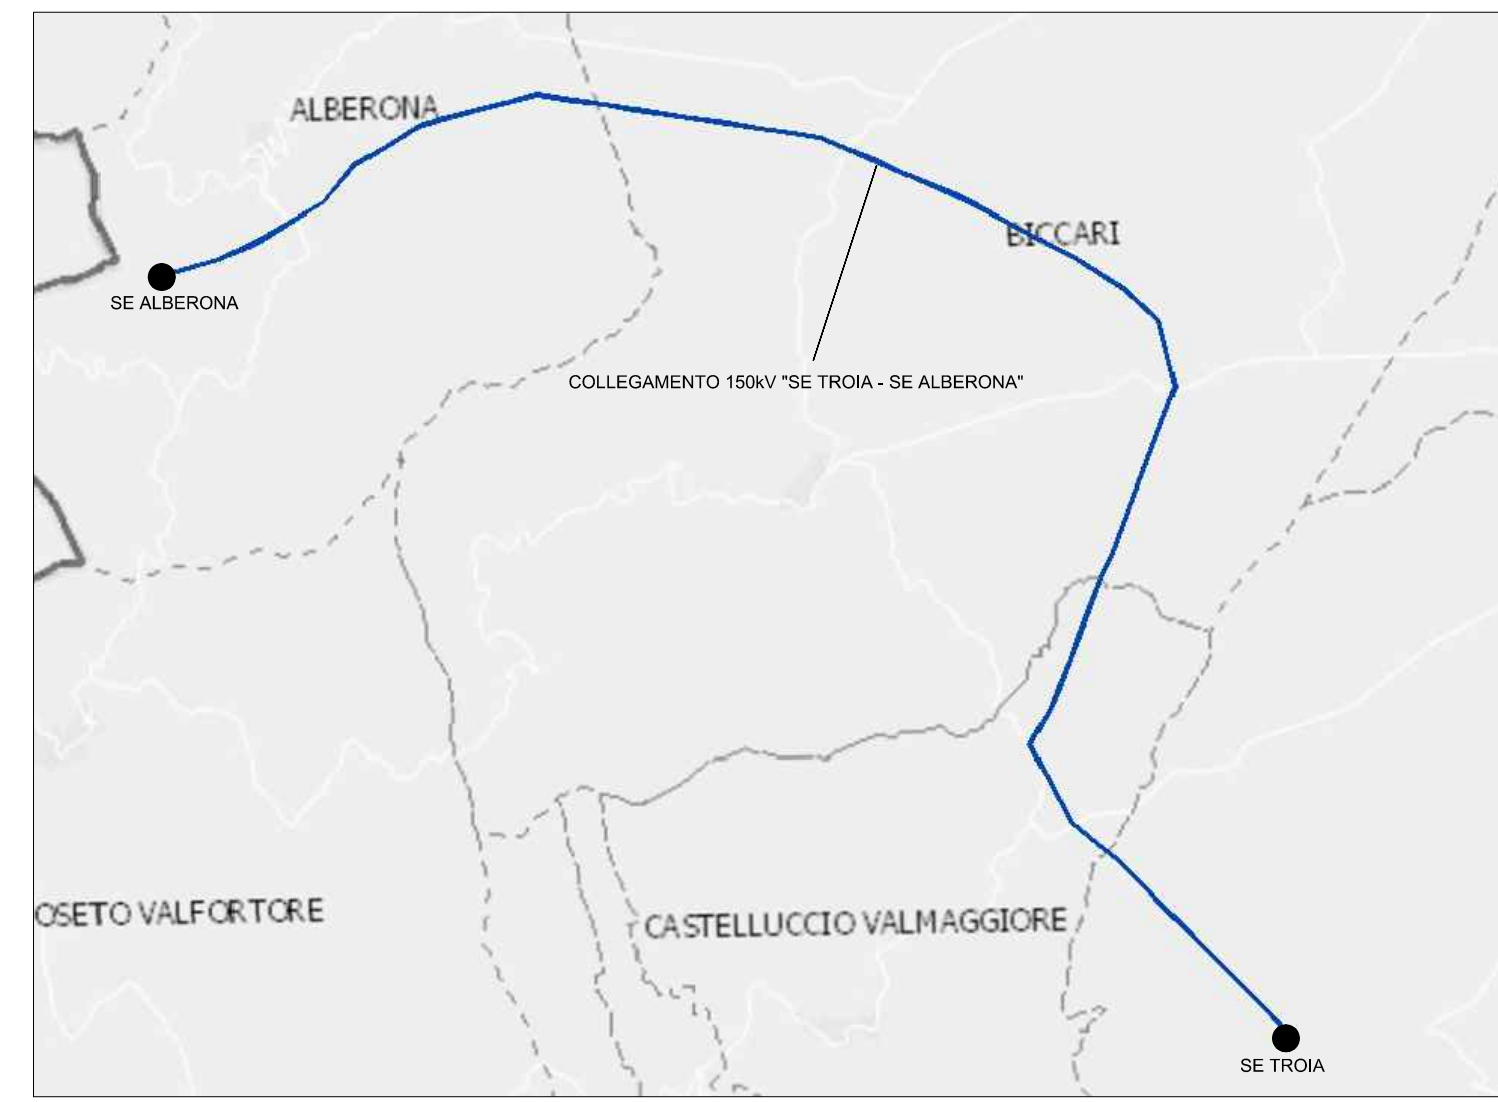 ALBERONA
BICCARI
SE ALBERONA
COLLEGAMENTO 150kV "SE TROIA - SE ALBERONA"
OSETO VALFORTORE
CASTELLUCCIO VALMAGGIORE
SE TROIA